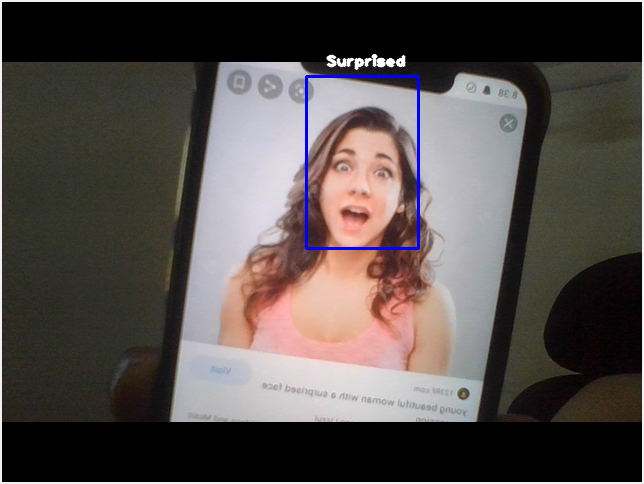 Surprised
8:38
123RF.com
young beautiful woman with a surprised face
Visit